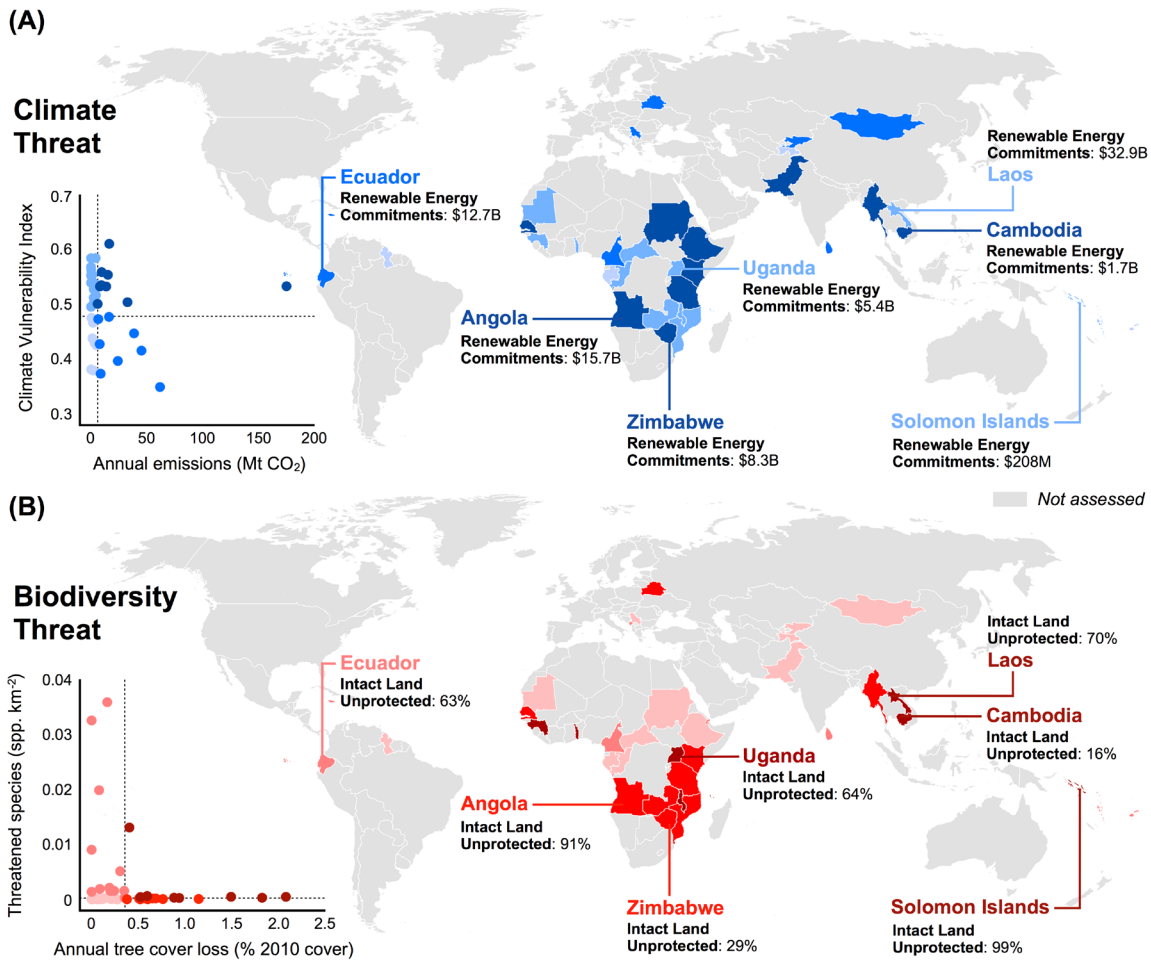 (A)
Climate
Threat
Ecuador
Renewable Energy
Commitments: $12.7B
Renewable Energy
Commitments: $32.9B
Laos
Cambodia
Renewable Energy
Commitments: $1.7B
Uganda
Renewable Energy
Commitments: $5.4B
Angola
Renewable Energy
Commitments: $15.7B
Zimbabwe
Renewable Energy
Commitments: $8.3B
Solomon Islands
Renewable Energy
Commitments: $208M
Climate Vulnerability Index
0.7
0.6
0.5
0.4
0.3
0 50 100 150 200
Annual emissions (Mt CO₂)
(B)
Not assessed
Biodiversity
Threat
Ecuador
Intact Land
Unprotected: 63%
Intact Land
Unprotected: 70%
Laos
Cambodia
Intact Land
Unprotected: 16%
Uganda
Intact Land
Unprotected: 64%
Angola
Intact Land
Unprotected: 91%
Zimbabwe
Intact Land
Unprotected: 29%
Solomon Islands
Intact Land
Unprotected: 99%
Threatened species (spp. km⁻²)
0.04
0.03
0.02
0.01
0
0.0 0.5 1.0 1.5 2.0 2.5
Annual tree cover loss (% 2010 cover)